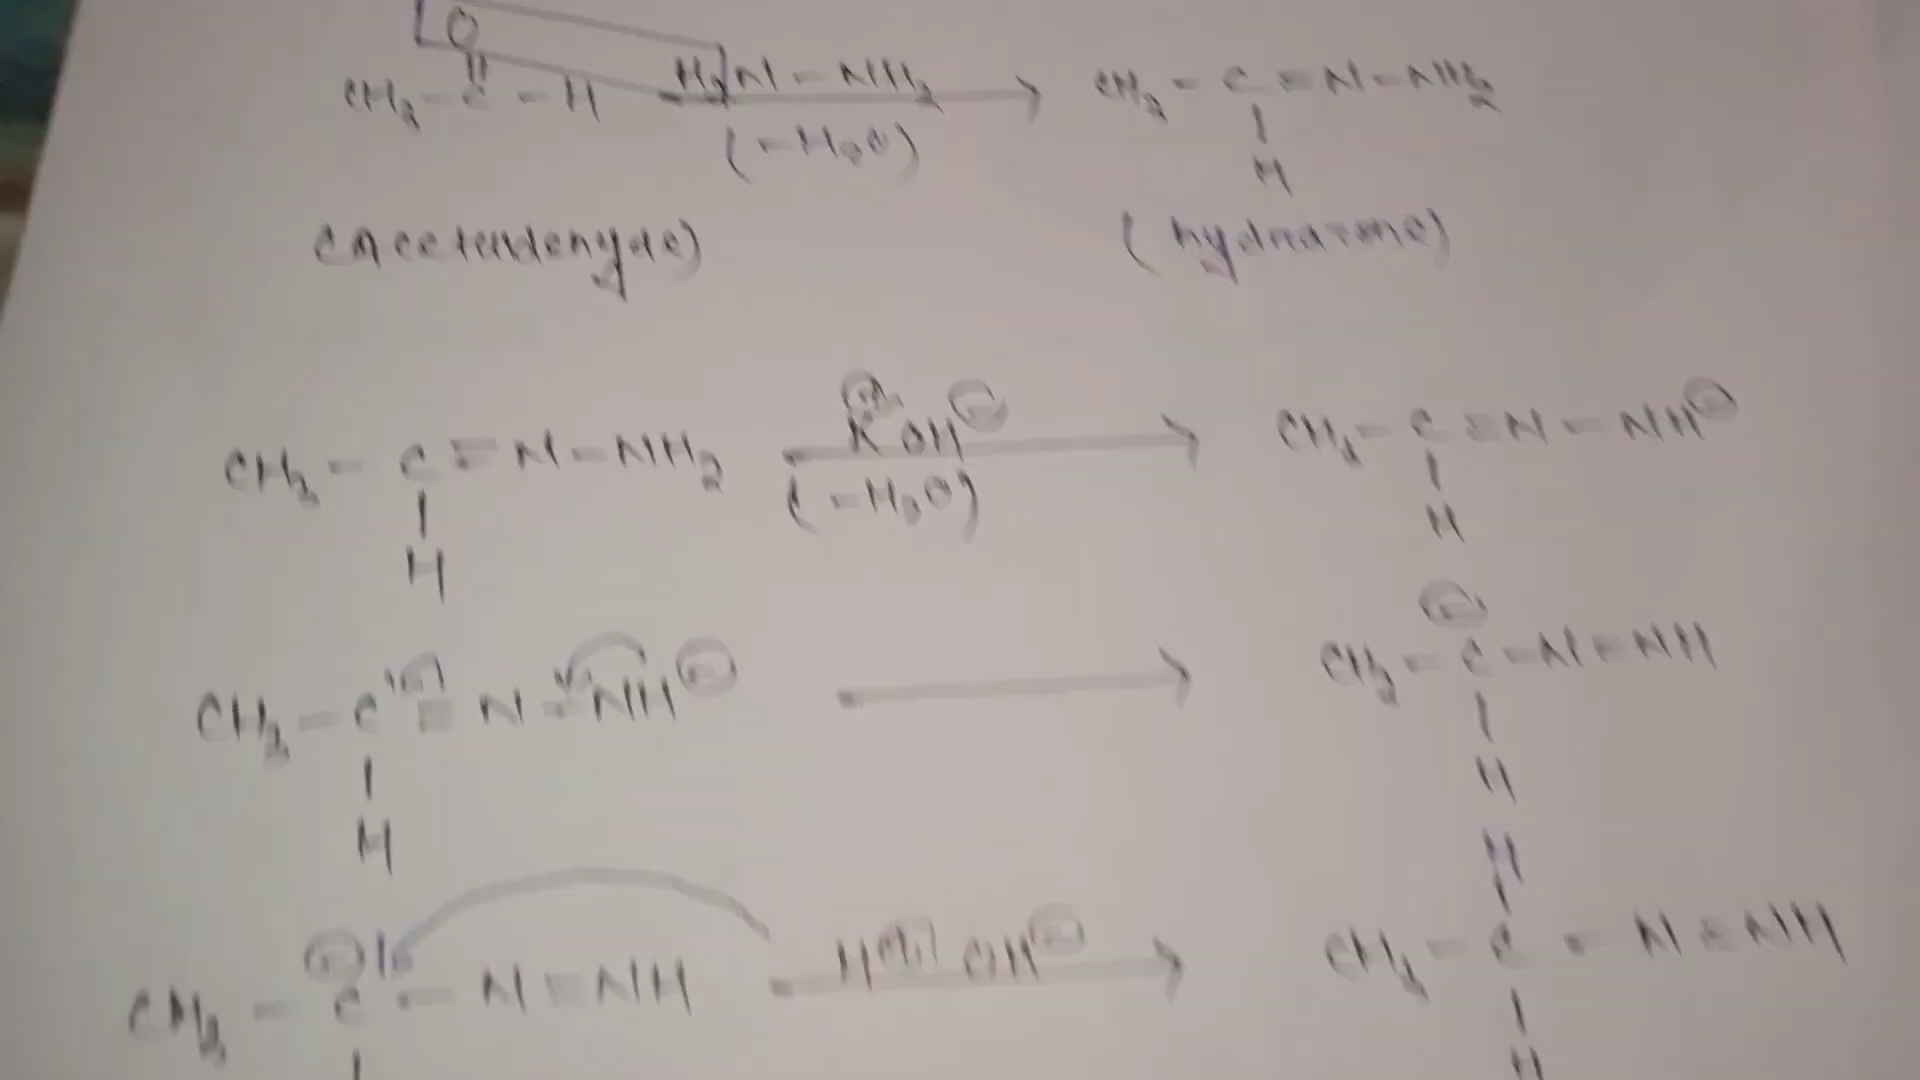 O
||
CH3 - C - H H2N - NH2 → CH3 - C = N - NH2
(-H2O) |
H
(Acetaldehyde) (hydrazone)
CH3 - C = N - NH2 K⊕ OH⊖ → CH3 - C = N - NH⊖
| (-H2O) |
H H
CH3 - C = N - NH⊖ → CH3 - C⊖ - N = NH
| |
H H
H
|
CH3 - C⊖ - N = NH H⊕ OH⊖ → CH3 - C - N = NH
| |
H